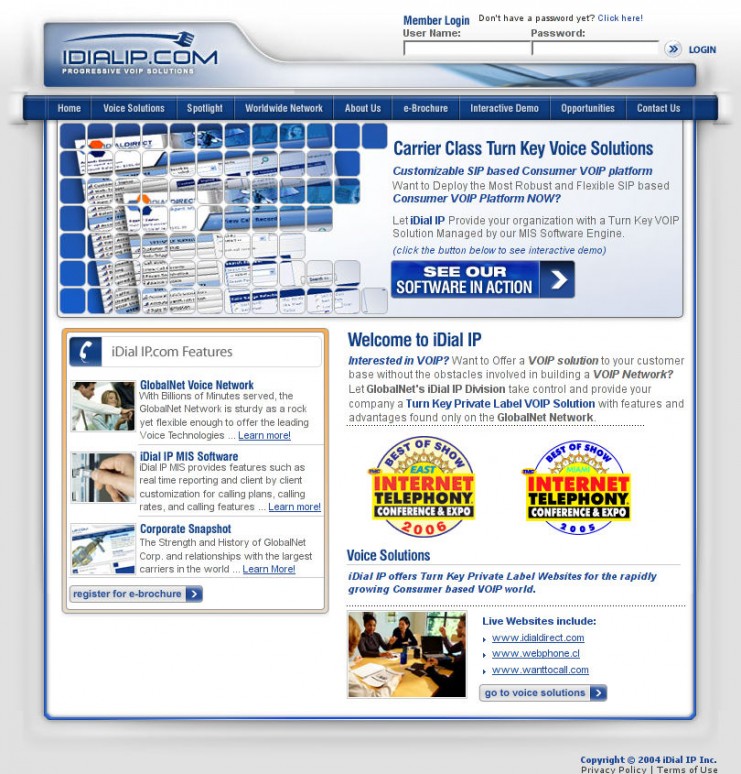 Member Login Don't have a password yet? Click here!
User Name: Password:
LOGIN
IDIALIP.COM
PROGRESSIVE VOIP SOLUTIONS
Home Voice Solutions Spotlight Worldwide Network About Us e-Brochure Interactive Demo Opportunities Contact Us
Carrier Class Turn Key Voice Solutions
Customizable SIP based Consumer VOIP platform
Want to Deploy the Most Robust and Flexible SIP based
Consumer VOIP Platform NOW?
Let iDial IP Provide your organization with a Turn Key VOIP
Solution Managed by our MIS Software Engine.
(click the button below to see interactive demo)
SEE OUR
SOFTWARE IN ACTION
iDial IP.com Features
GlobalNet Voice Network
With Billions of Minutes served, the
GlobalNet Network is sturdy as a rock
yet flexible enough to offer the leading
Voice Technologies ... Learn more!
iDial IP MIS Software
iDial IP MIS provides features such as
real time reporting and client by client
customization for calling plans, calling
rates, and calling features ... Learn more!
Corporate Snapshot
The Strength and History of GlobalNet
Corp. and relationships with the largest
carriers in the world ... Learn More!
register for e-brochure
Welcome to iDial IP
Interested in VOIP? Want to Offer a VOIP solution to your customer
base without the obstacles involved in building a VOIP Network?
Let GlobalNet's iDial IP Division take control and provide your
company a Turn Key Private Label VOIP Solution with features and
advantages found only on the GlobalNet Network.
BEST OF SHOW
EAST
INTERNET
TELEPHONY
CONFERENCE & EXPO
2006
BEST OF SHOW
TMC MIAMI
INTERNET
TELEPHONY
CONFERENCE & EXPO
2005
Voice Solutions
iDial IP offers Turn Key Private Label Websites for the rapidly
growing Consumer based VOIP world.
Live Websites include:
www.idialdirect.com
www.webphone.cl
www.wanttocall.com
go to voice solutions
Copyright © 2004 iDial IP Inc.
Privacy Policy | Terms of Use